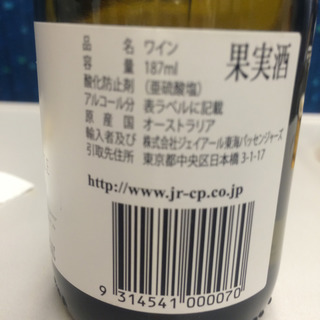 品名 ワイン
果実酒
容量 187ml
酸化防止剤 (亜硫酸塩)
アルコール分 表ラベルに記載
原産国 オーストラリア
輸入者及び 株式会社ジェイアール東海パッセンジャーズ
引取先住所 東京都中央区日本橋3-1-17
http://www.jr-cp.co.jp
9 314541 000070